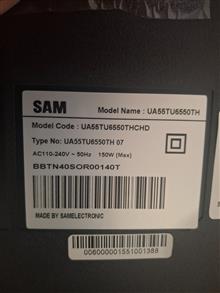 SAM
Model Name : UA55TU6550TH
Model Code : UA55TU6550THCHD
Type No: UA55TU6550TH 07
AC110-240V ~ 50Hz 150W (Max)
BBTN40SOR00140T
MADE BY SAMELECTRONIC
0060000001551001388